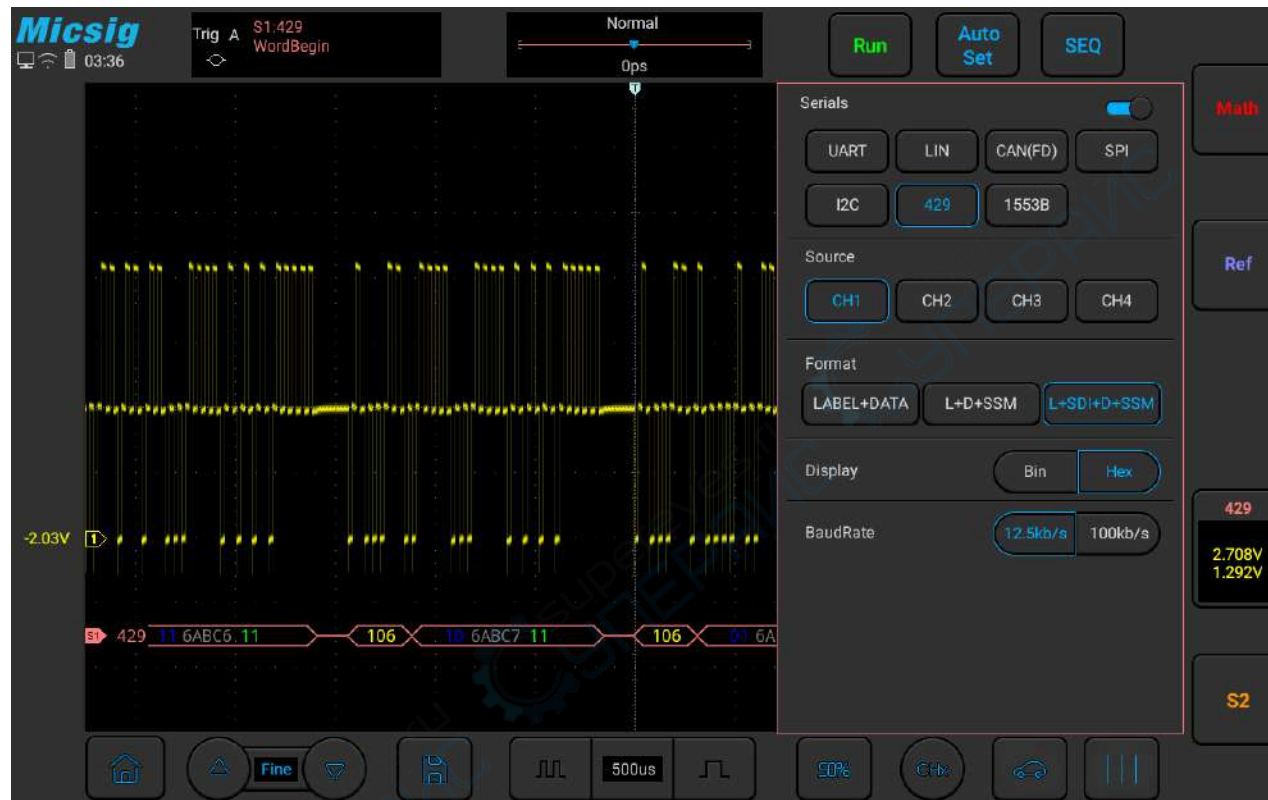 Micsig
03:36
Trig A S1:429
WordBegin
Normal
0ps
Run
Auto
Set
SEQ
T
Serials
Math
UART LIN CAN(FD) SPI
I2C 429 1553B
Source
Ref
CH1 CH2 CH3 CH4
Format
LABEL+DATA L+D+SSM L+SDI+D+SSM
Display Bin Hex
429
BaudRate 12.5kb/s 100kb/s
-2.03V 1
2.708V
1.292V
S1 429 11 6ABC6 11 106 10 6ABC7 11 106 01 6A
S2
Fine 500us 50% CHx